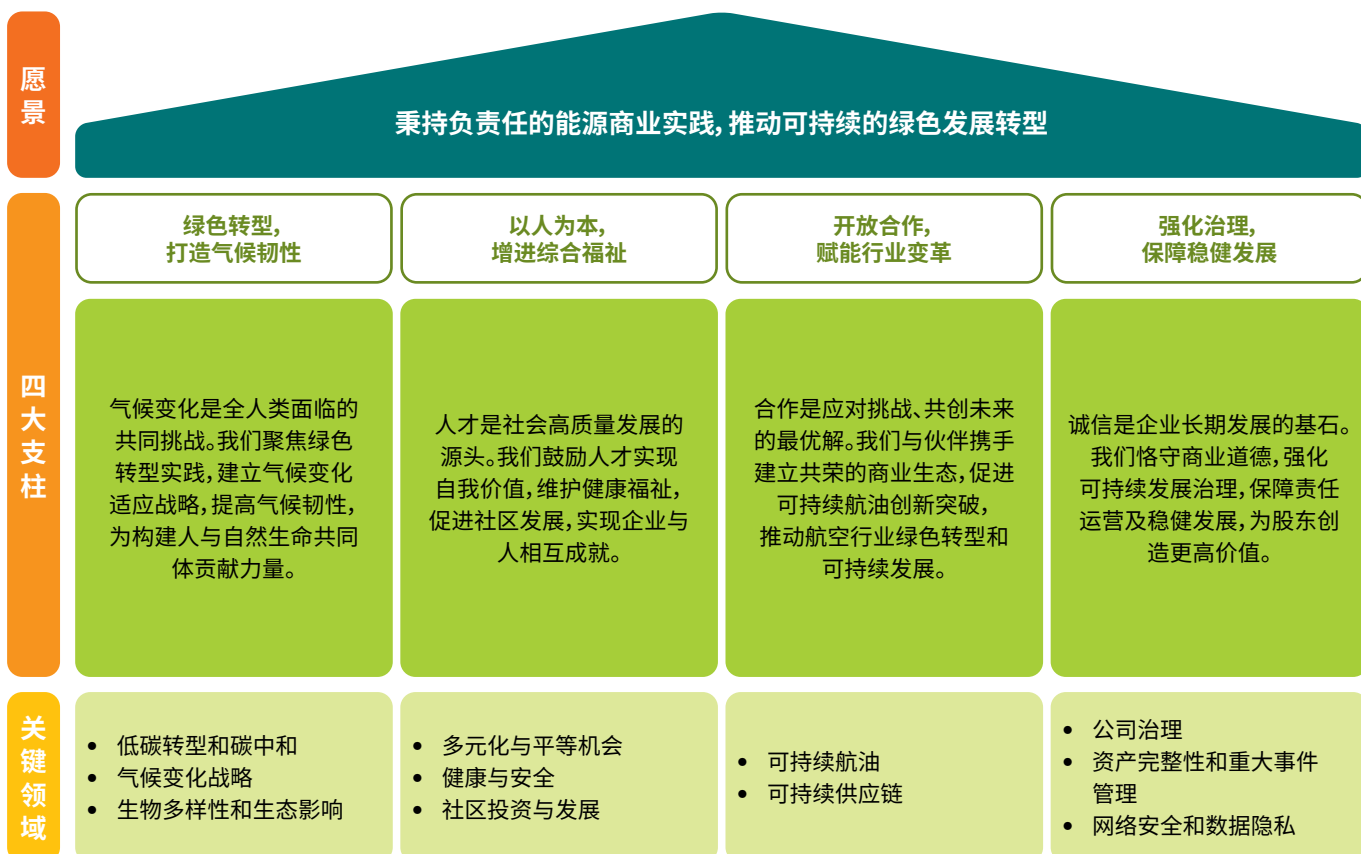 愿景
秉持负责任的能源商业实践,推动可持续的绿色发展转型
四大支柱
绿色转型,
打造气候韧性
以人为本,
增进综合福祉
开放合作,
赋能行业变革
强化治理,
保障稳健发展
气候变化是全人类面临的
共同挑战。我们聚焦绿色
转型实践,建立气候变化
适应战略,提高气候韧性,
为构建人与自然生命共同
体贡献力量。
人才是社会高质量发展的
源头。我们鼓励人才实现
自我价值,维护健康福祉,
促进社区发展,实现企业与
人相互成就。
合作是应对挑战、共创未来
的最优解。我们与伙伴携手
建立共荣的商业生态,促进
可持续航油创新突破,
推动航空行业绿色转型和
可持续发展。
诚信是企业长期发展的基石。
我们恪守商业道德,强化
可持续发展治理,保障责任
运营及稳健发展,为股东创
造更高价值。
关键领域
• 低碳转型和碳中和
• 气候变化战略
• 生物多样性和生态影响
• 多元化与平等机会
• 健康与安全
• 社区投资与发展
• 可持续航油
• 可持续供应链
• 公司治理
• 资产完整性和重大事件
管理
• 网络安全和数据隐私